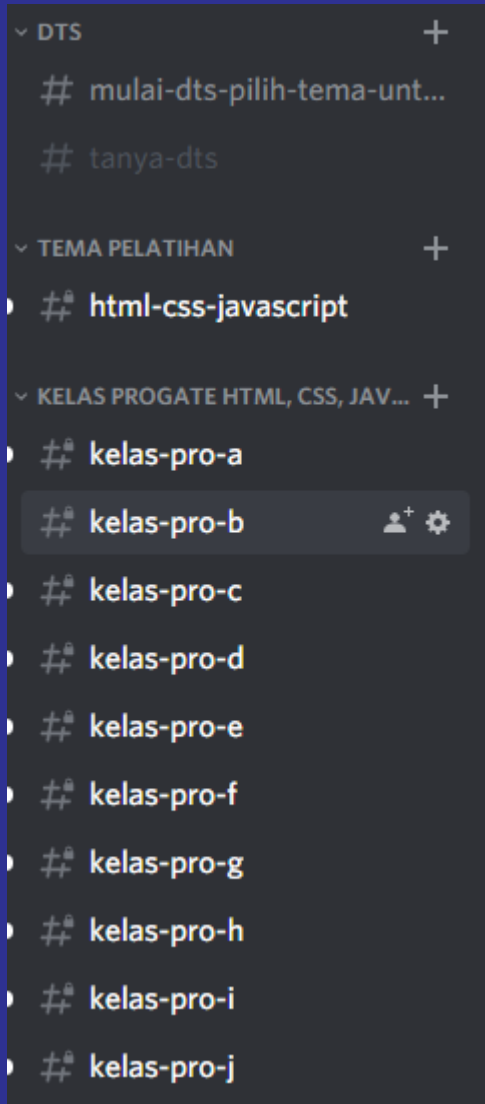 DTS
mulai-dts-pilih-tema-unt...
tanya-dts
TEMA PELATIHAN
html-css-javascript
KELAS PROGATE HTML, CSS, JAV...
kelas-pro-a
kelas-pro-b
kelas-pro-c
kelas-pro-d
kelas-pro-e
kelas-pro-f
kelas-pro-g
kelas-pro-h
kelas-pro-i
kelas-pro-j